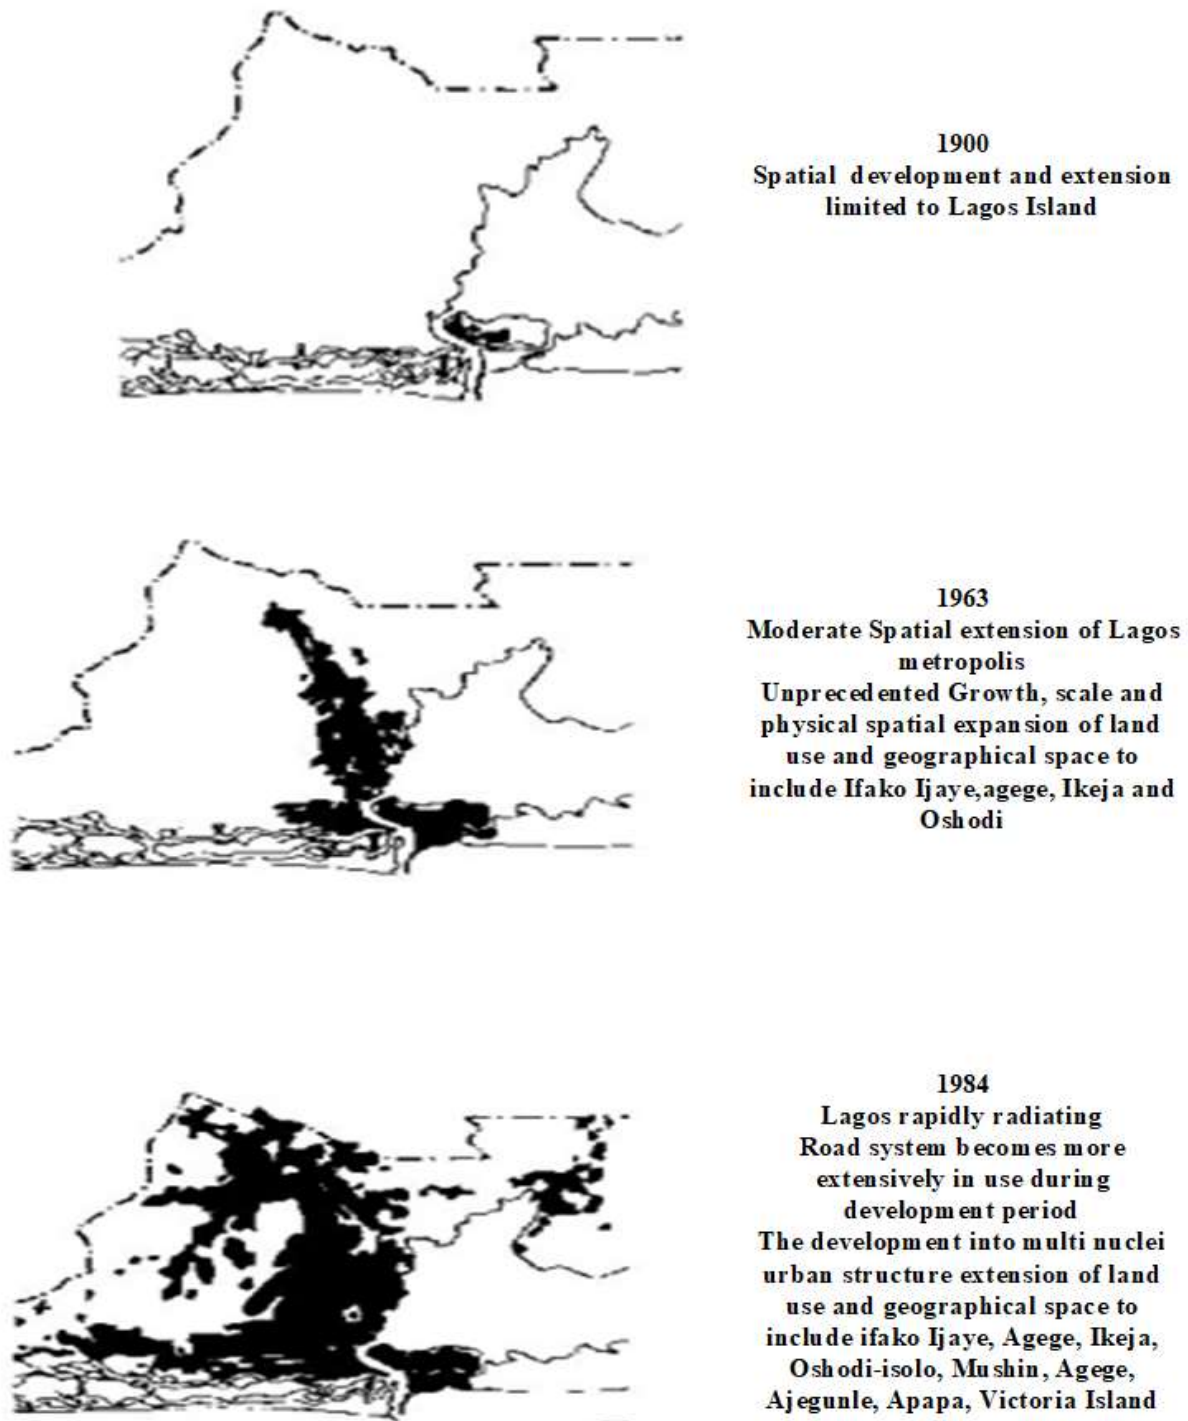 1900
Spatial development and extension
limited to Lagos Island
1963
Moderate Spatial extension of Lagos
metropolis
Unprecedented Growth, scale and
physical spatial expansion of land
use and geographical space to
include Ifako Ijaye,agege, Ikeja and
Oshodi
1984
Lagos rapidly radiating
Road system becomes more
extensively in use during
development period
The development into multi nuclei
urban structure extension of land
use and geographical space to
include ifako Ijaye, Agege, Ikeja,
Oshodi-isolo, Mushin, Agege,
Ajegunle, Apapa, Victoria Island